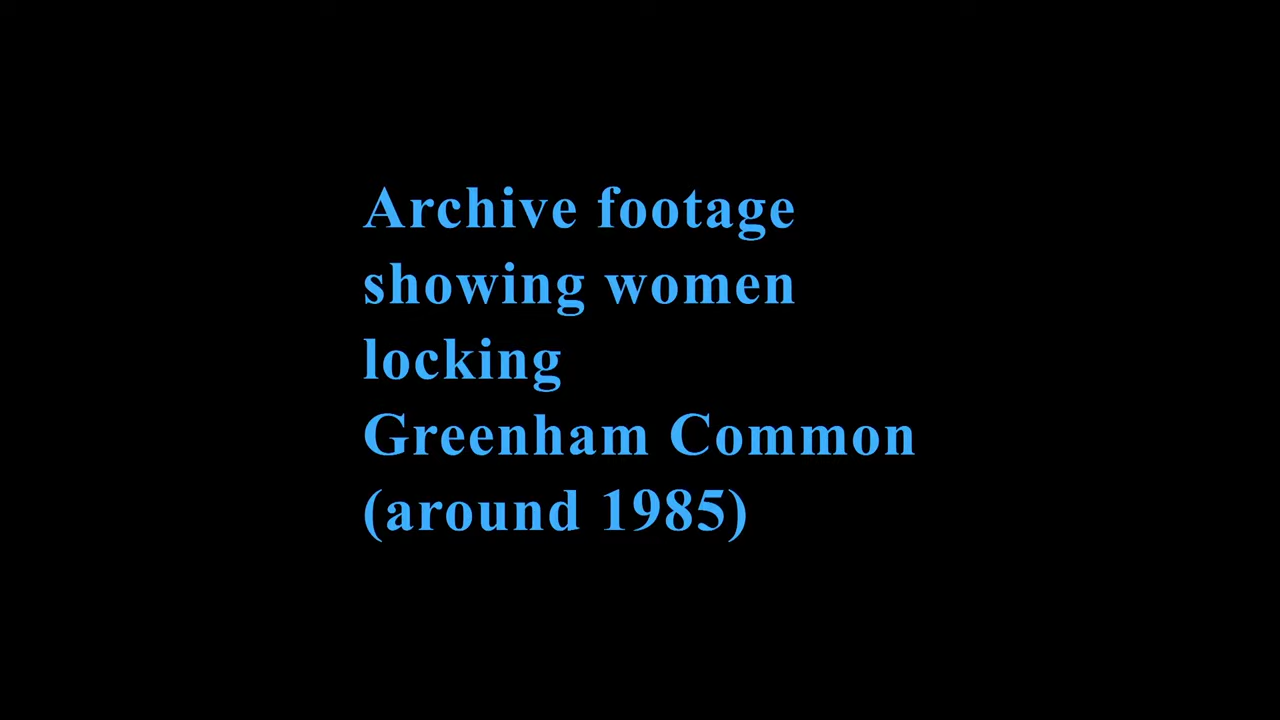 Archive footage
showing women
locking
Greenham Common
(around 1985)